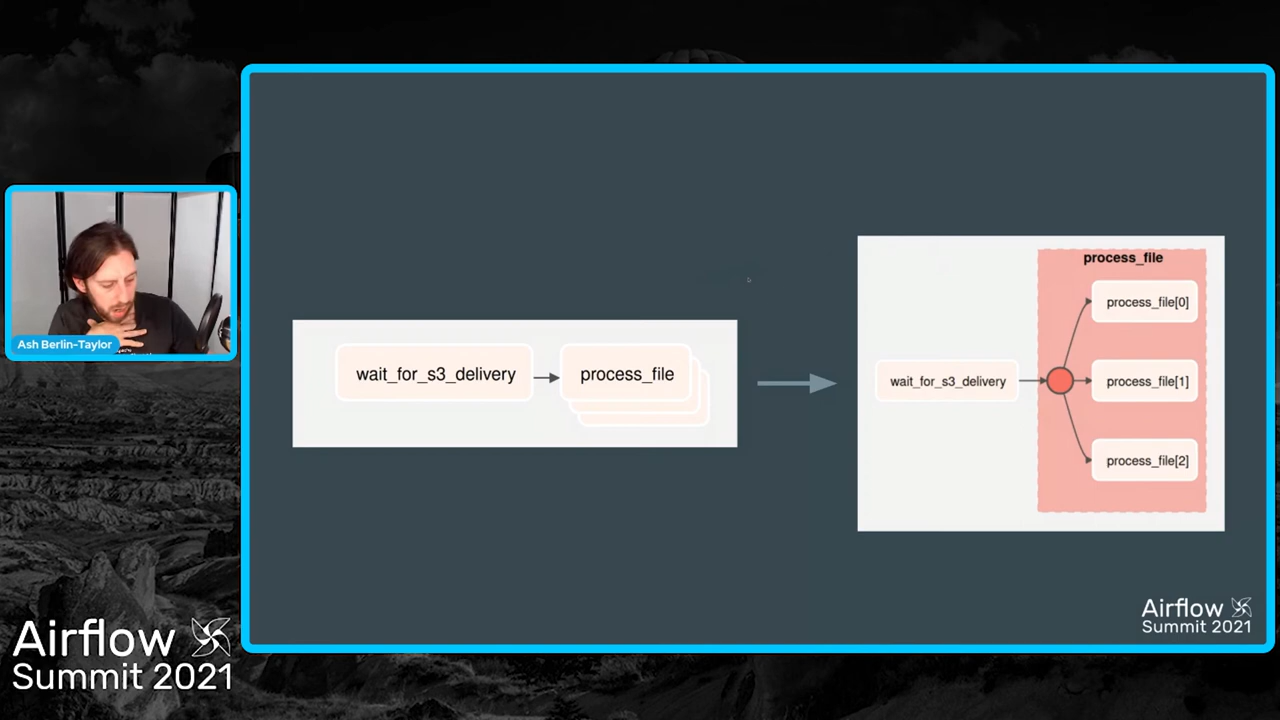 Ash Berlin-Taylor
Airflow
Summit 2021
wait_for_s3_delivery
process_file
process_file
wait_for_s3_delivery
process_file[0]
process_file[1]
process_file[2]
Airflow
Summit 2021